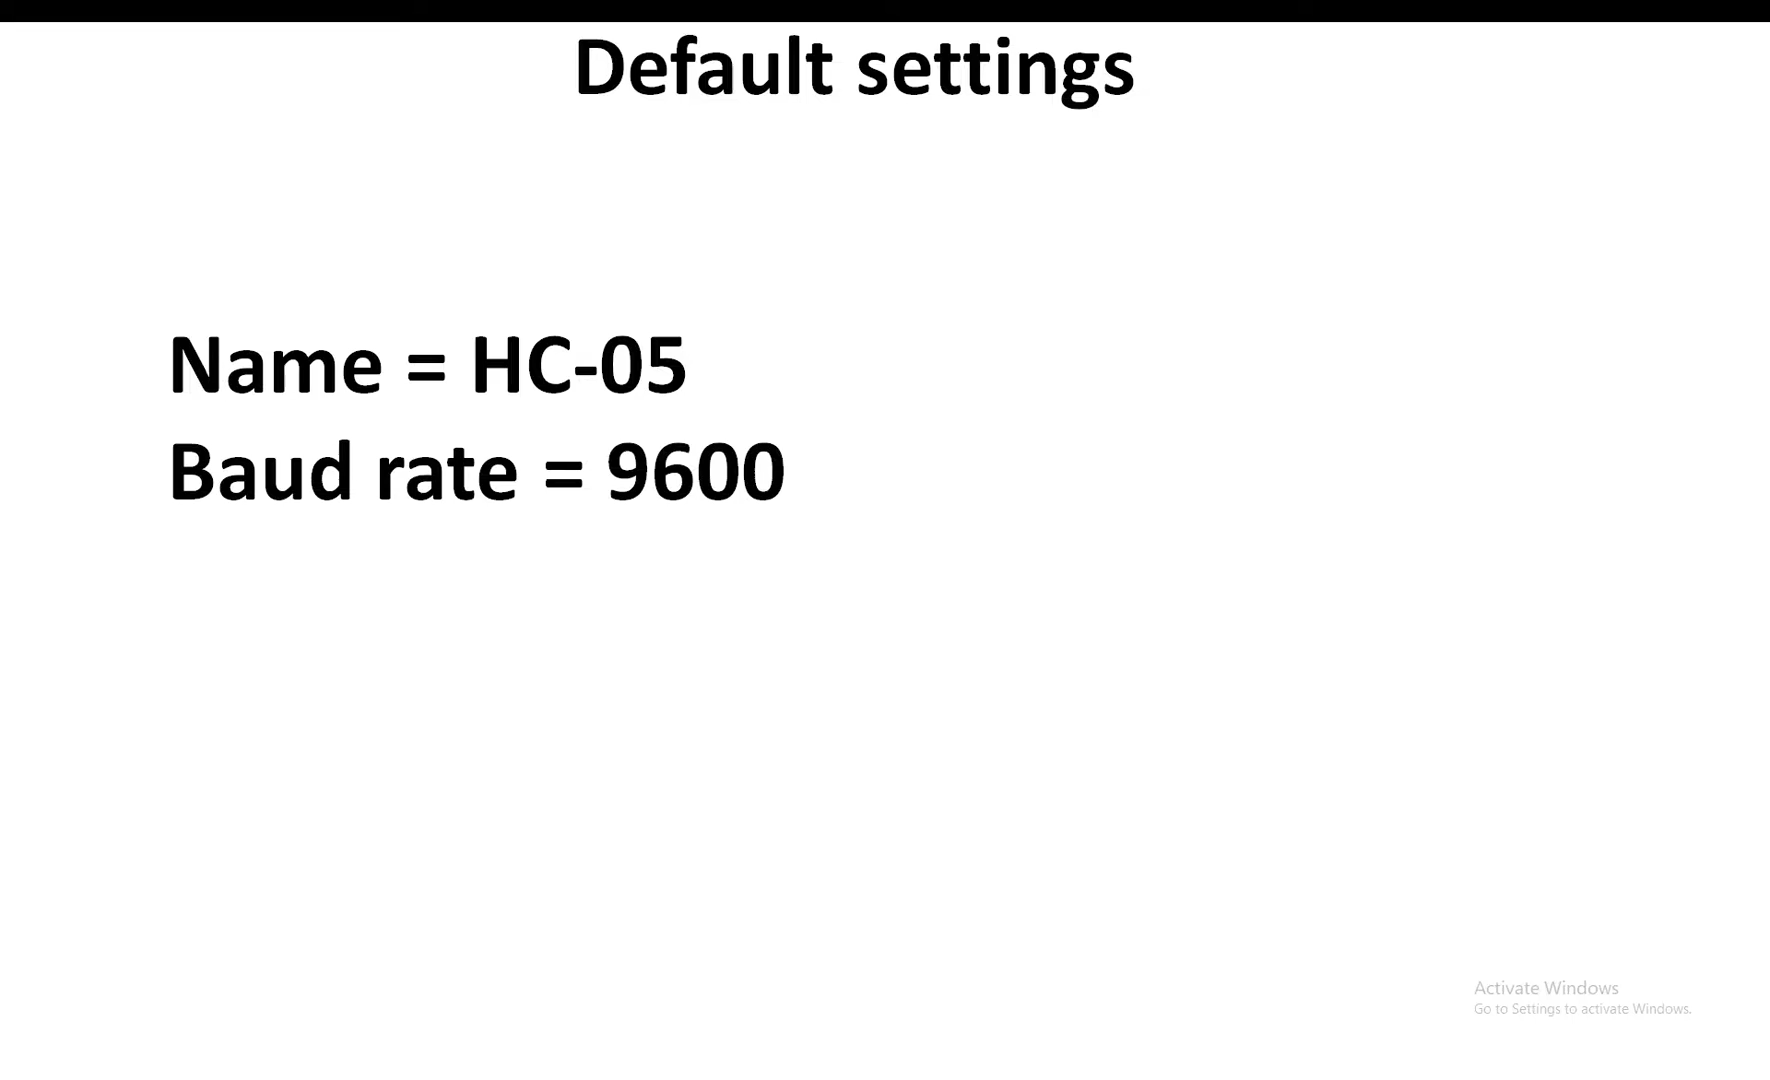 Default settings
Name = HC-05
Baud rate = 9600
Activate Windows
Go to Settings to activate Windows.